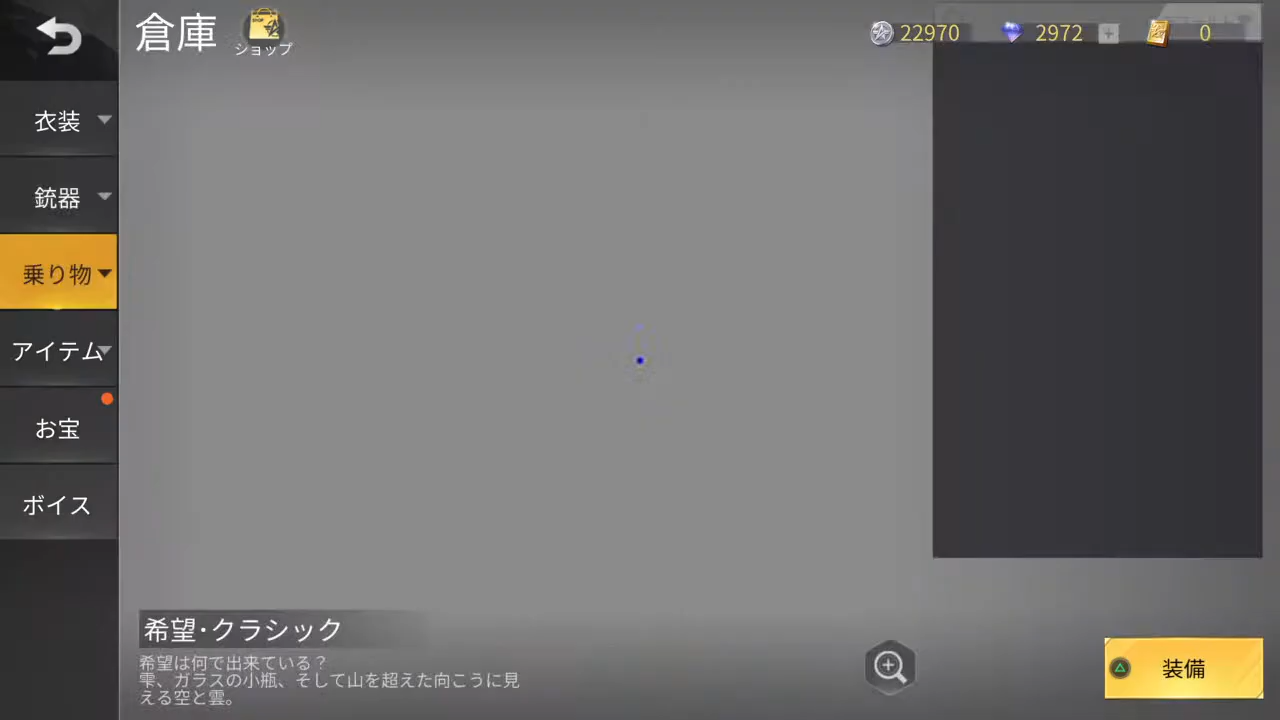 倉庫
ショップ
22970
2972
0
衣装
銃器
乗り物
アイテム
お宝
ボイス
希望·クラシック
希望は何で出来ている？
雫、ガラスの小瓶、そして山を超えた向こうに見
える空と雲。
装備